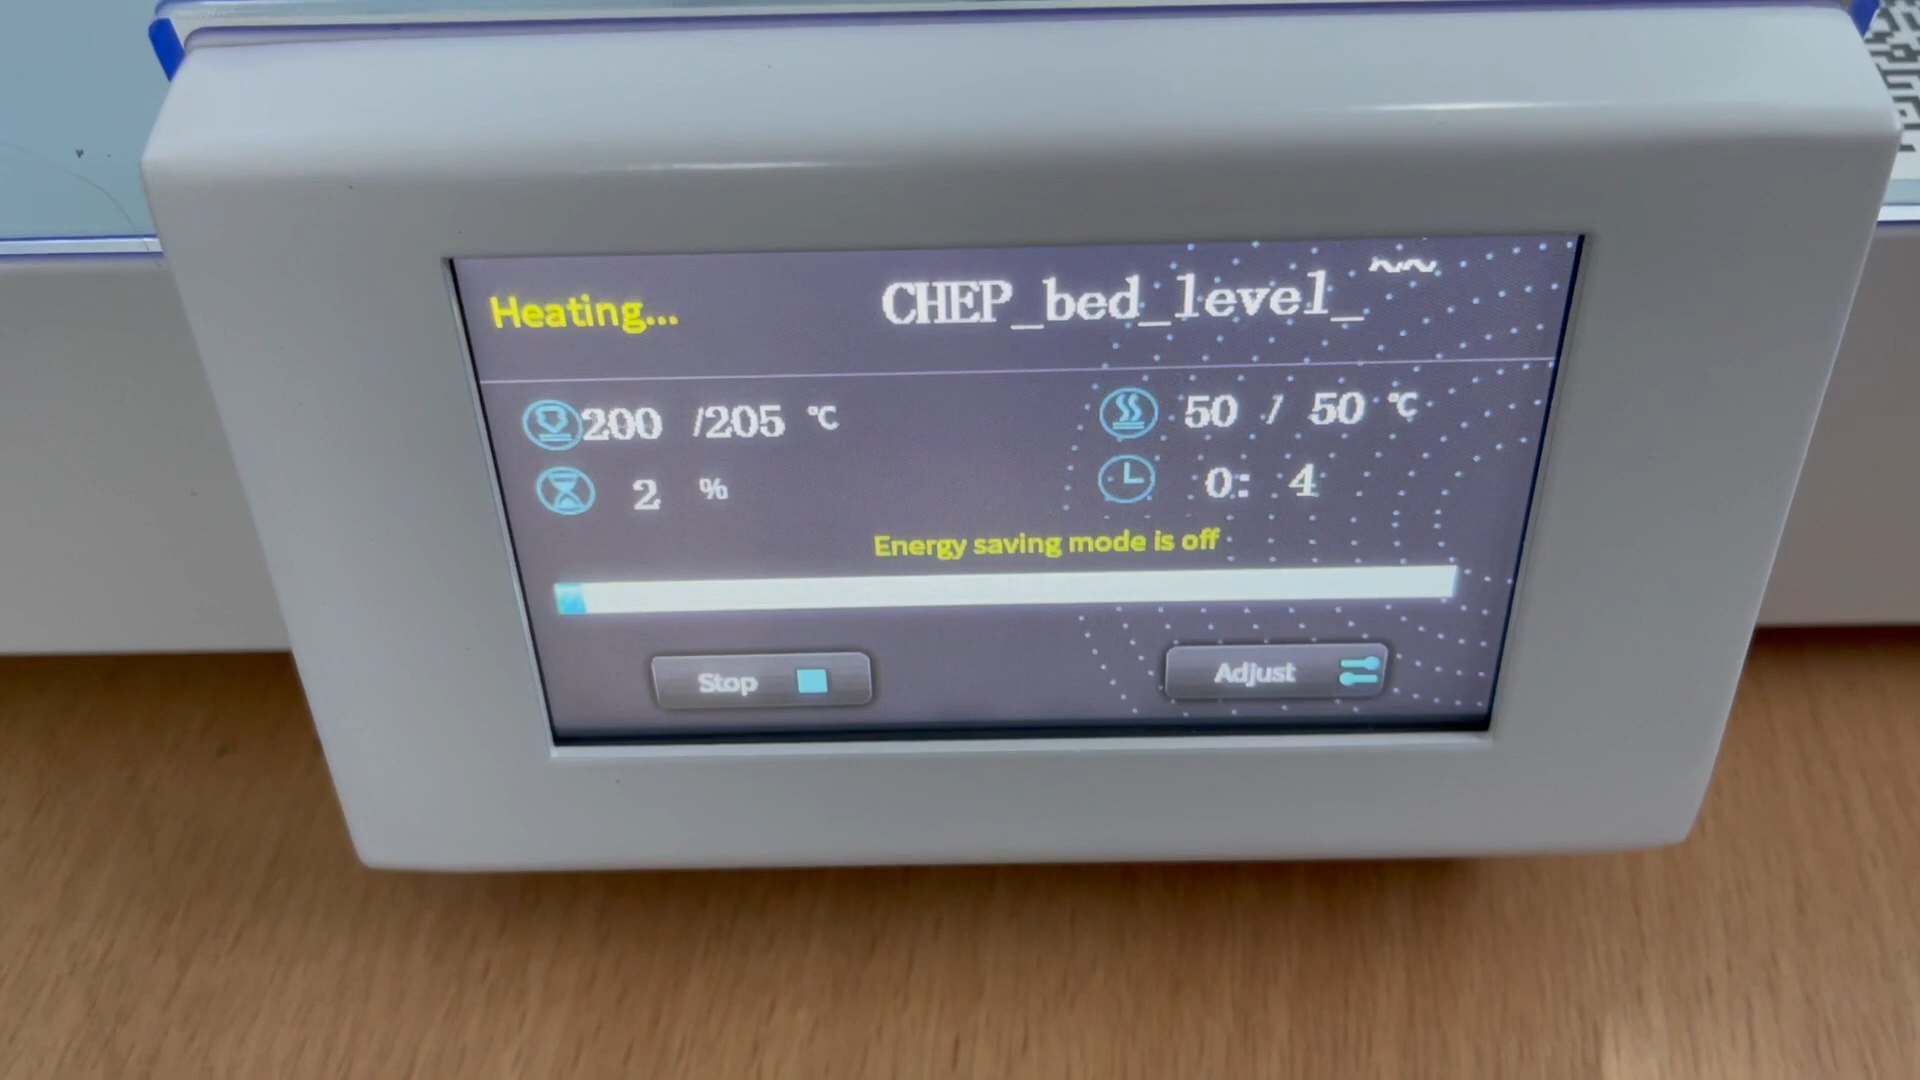 Heating... CHEP_bed_level_
200 /205 ℃ 50 / 50 ℃
2 % 0: 4
Energy saving mode is off
Stop Adjust